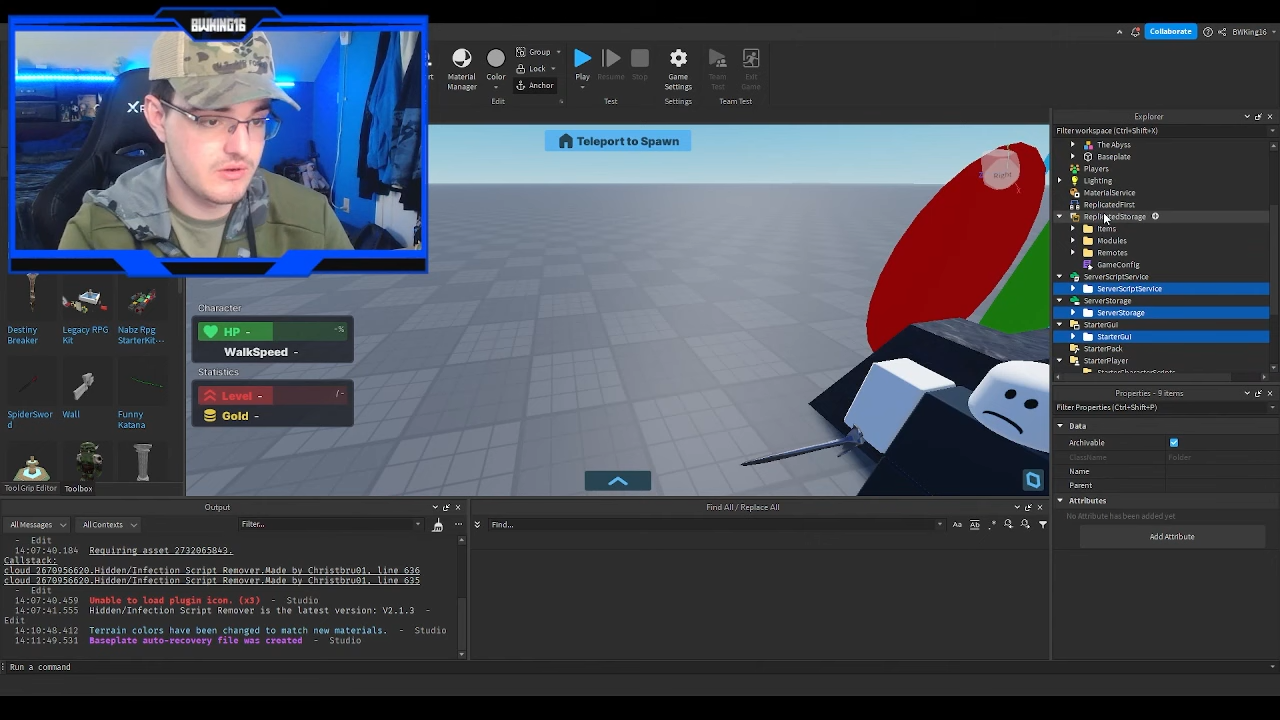 BWKING16
Collaborate
BWKing16
Material
Manager
Color
Group
Lock
Anchor
Edit
Play
Resume
Stop
Test
Game
Settings
Settings
Team
Test
Exit
Game
Team Test
Teleport to Spawn
Right
Character
HP -
-%
WalkSpeed -
Statistics
Level -
/ -
Gold -
Destiny
Breaker
Legacy RPG
Kit
Nabz Rpg
StarterKit···
SpiderSwor
d
Wall
Funny
Katana
Tool Grip Editor
Toolbox
Explorer
Filter workspace (Ctrl+Shift+X)
The Abyss
Baseplate
Players
Lighting
MaterialService
ReplicatedFirst
ReplicatedStorage
Items
Modules
Remotes
GameConfig
ServerScriptService
ServerScriptService
ServerStorage
ServerStorage
StarterGui
StarterGui
StarterPack
StarterPlayer
Properties - 9 items
Filter Properties (Ctrl+Shift+P)
Data
Archivable
ClassName
Folder
Name
Parent
Attributes
No Attribute has been added yet
Add Attribute
Output
All Messages
All Contexts
Filter...
- Edit
14:07:40.184 Requiring asset 2732065843.
Callstack:
cloud_2670956620.Hidden/Infection Script Remover.Made by Christbru01, line 636
cloud_2670956620.Hidden/Infection Script Remover.Made by Christbru01, line 635
- Edit
14:07:40.459 Unable to load plugin icon. (x3) - Studio
14:07:41.555 Hidden/Infection Script Remover is the latest version: V2.1.3 -
Edit
14:10:48.412 Terrain colors have been changed to match new materials. - Studio
14:11:49.531 Baseplate auto-recovery file was created - Studio
Find All / Replace All
Find...
Aa
ab
.*
Run a command